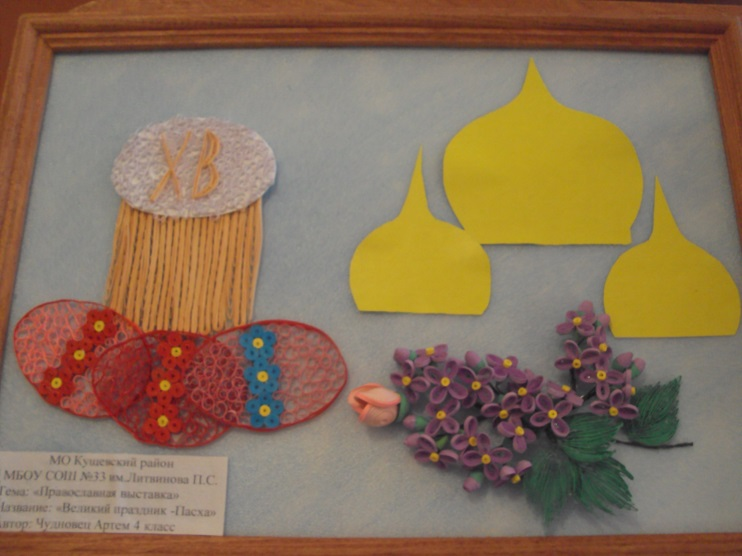 ХВ
МО Кущевский район
МБОУ СОШ №33 им.Литвинова П.С.
Тема: «Православная выставка»
Название: «Великий праздник -Пасха»
Автор: Чудновец Артем 4 класс